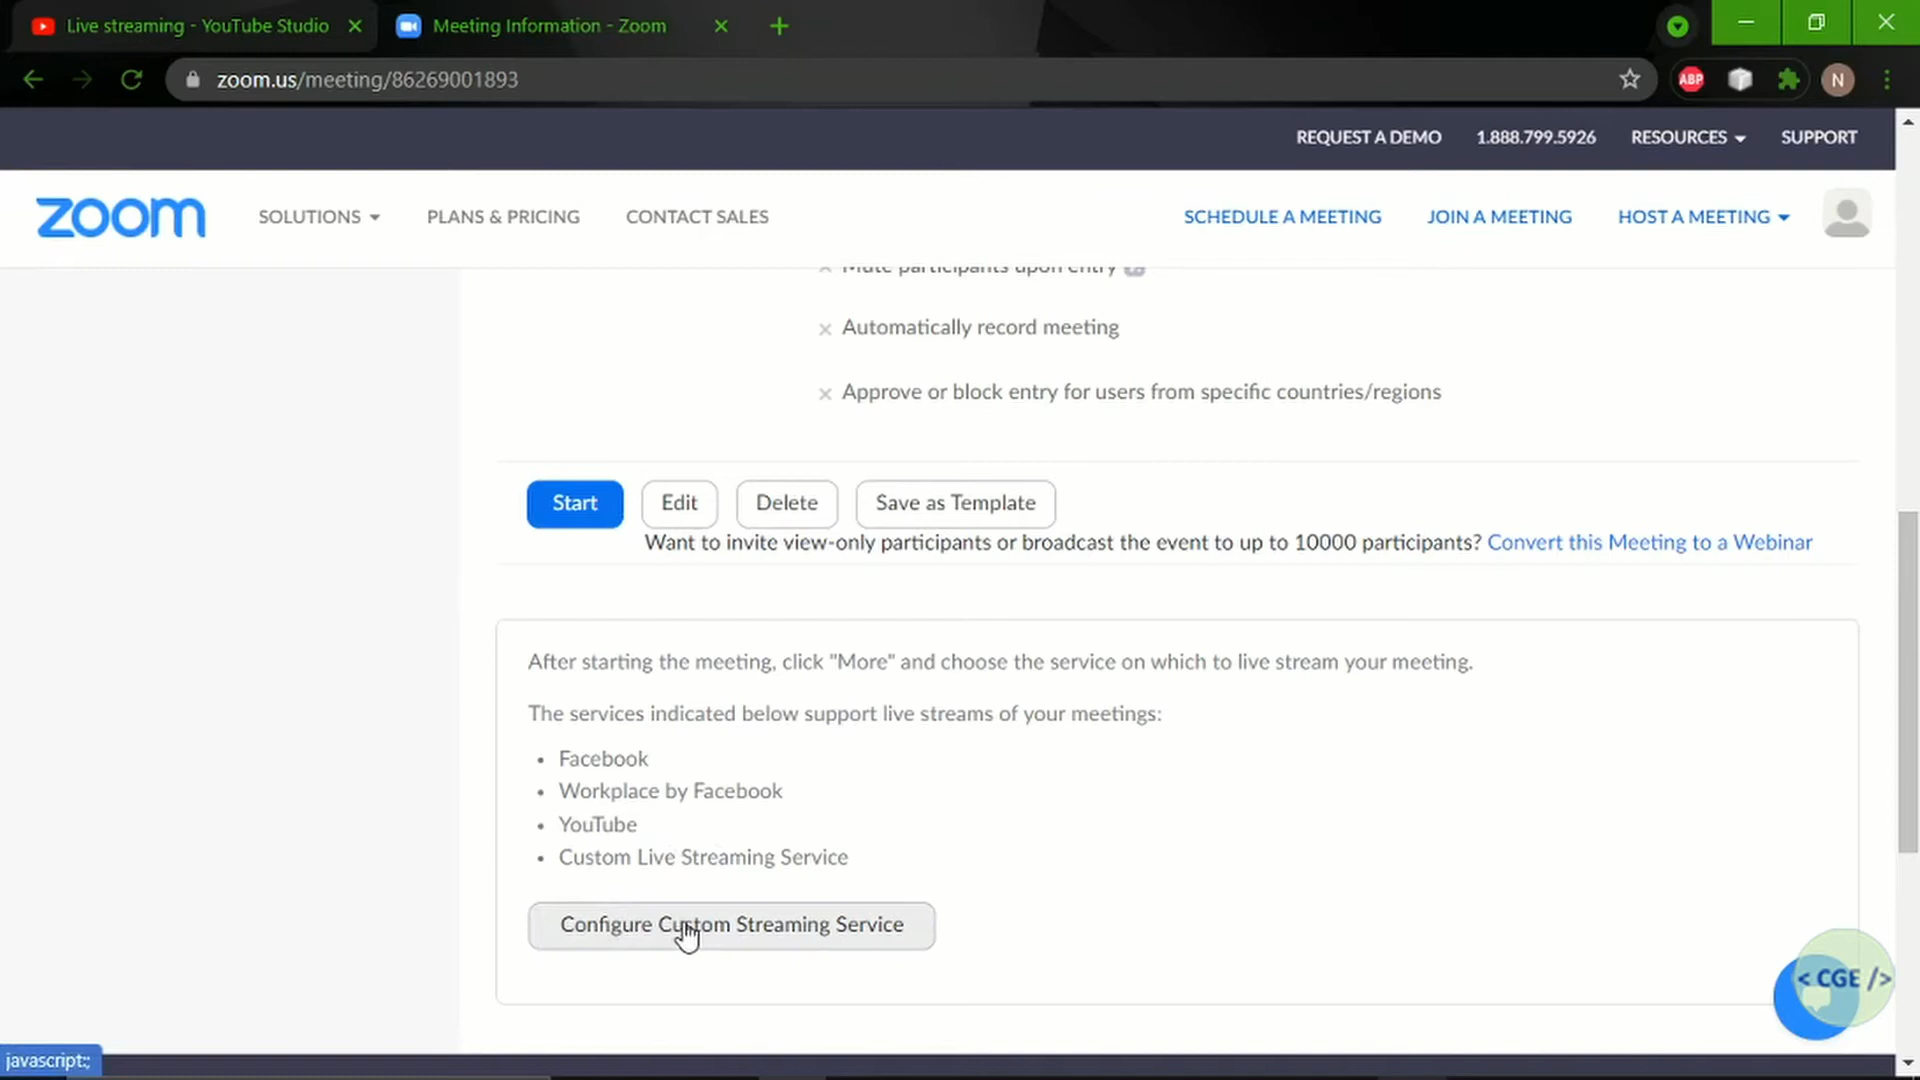 Live streaming - YouTube Studio
Meeting Information - Zoom
zoom.us/meeting/86269001893
ABP
N
REQUEST A DEMO 1.888.799.5926 RESOURCES SUPPORT
zoom SOLUTIONS PLANS & PRICING CONTACT SALES SCHEDULE A MEETING JOIN A MEETING HOST A MEETING
Mute participants upon entry
Automatically record meeting
Approve or block entry for users from specific countries/regions
Start Edit Delete Save as Template
Want to invite view-only participants or broadcast the event to up to 10000 participants? Convert this Meeting to a Webinar
After starting the meeting, click "More" and choose the service on which to live stream your meeting.
The services indicated below support live streams of your meetings:
• Facebook
• Workplace by Facebook
• YouTube
• Custom Live Streaming Service
Configure Custom Streaming Service
< CGE />
javascript:;